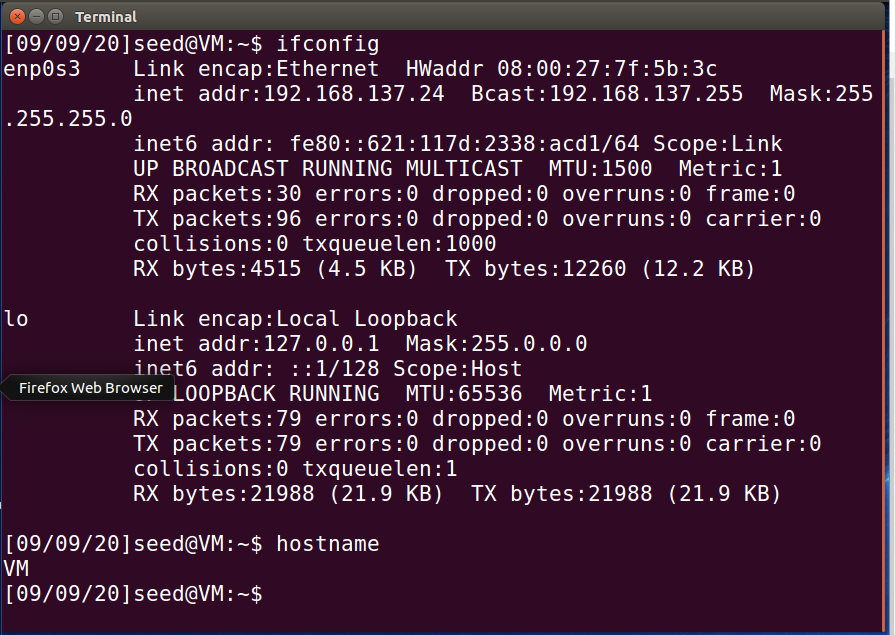 Terminal
[09/09/20]seed@VM:~$ ifconfig
enp0s3    Link encap:Ethernet  HWaddr 08:00:27:7f:5b:3c
          inet addr:192.168.137.24  Bcast:192.168.137.255  Mask:255
.255.255.0
          inet6 addr: fe80::621:117d:2338:acd1/64 Scope:Link
          UP BROADCAST RUNNING MULTICAST  MTU:1500  Metric:1
          RX packets:30 errors:0 dropped:0 overruns:0 frame:0
          TX packets:96 errors:0 dropped:0 overruns:0 carrier:0
          collisions:0 txqueuelen:1000
          RX bytes:4515 (4.5 KB)  TX bytes:12260 (12.2 KB)

lo        Link encap:Local Loopback
          inet addr:127.0.0.1  Mask:255.0.0.0
          inet6 addr: ::1/128 Scope:Host
Firefox Web Browser
          LOOPBACK RUNNING  MTU:65536  Metric:1
          RX packets:79 errors:0 dropped:0 overruns:0 frame:0
          TX packets:79 errors:0 dropped:0 overruns:0 carrier:0
          collisions:0 txqueuelen:1
          RX bytes:21988 (21.9 KB)  TX bytes:21988 (21.9 KB)

[09/09/20]seed@VM:~$ hostname
VM
[09/09/20]seed@VM:~$